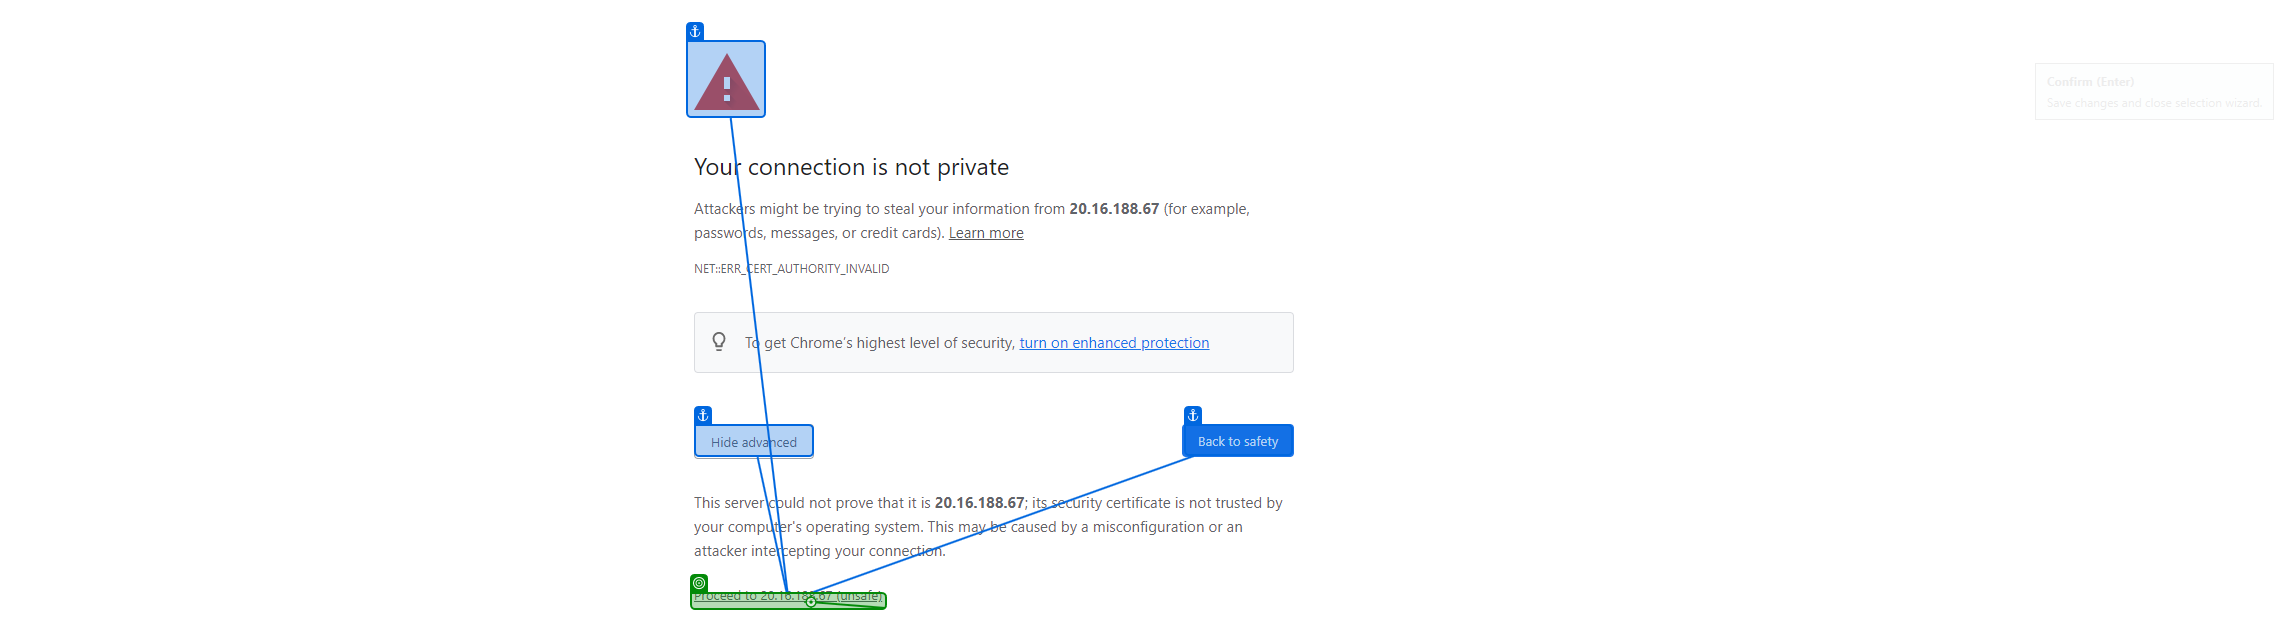 Confirm (Enter)
Save changes and close selection wizard.
Your connection is not private
Attackers might be trying to steal your information from 20.16.188.67 (for example,
passwords, messages, or credit cards). Learn more
NET::ERR_CERT_AUTHORITY_INVALID
To get Chrome's highest level of security, turn on enhanced protection
Hide advanced
Back to safety
This server could not prove that it is 20.16.188.67; its security certificate is not trusted by
your computer's operating system. This may be caused by a misconfiguration or an
attacker intercepting your connection.
Proceed to 20.16.188.67 (unsafe)